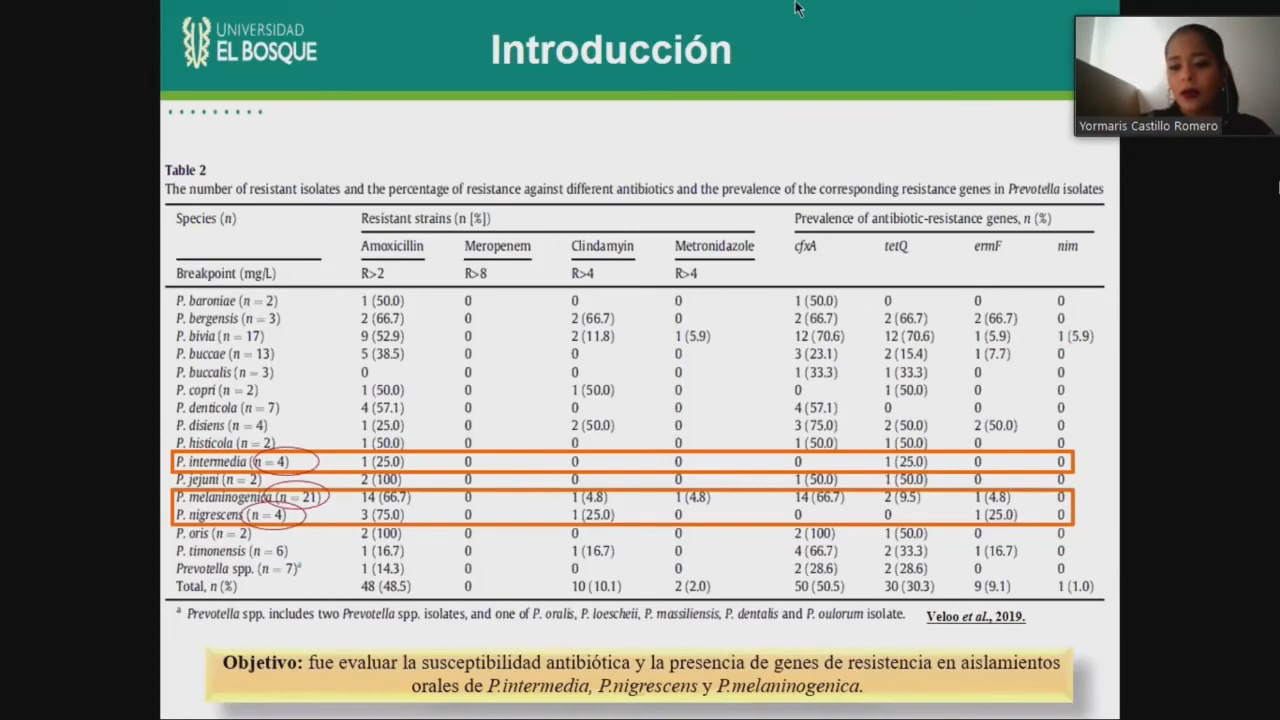 UNIVERSIDAD
EL BOSQUE
Introducción
Yormaris Castillo Romero
Table 2
The number of resistant isolates and the percentage of resistance against different antibiotics and the prevalence of the corresponding resistance genes in Prevotella isolates
Species (n) Resistant strains (n [%]) Prevalence of antibiotic-resistance genes, n (%)
Amoxicillin Meropenem Clindamyin Metronidazole cfxA tetQ ermF nim
Breakpoint (mg/L) R>2 R>8 R>4 R>4
P. baroniae (n = 2) 1 (50.0) 0 0 0 1 (50.0) 0 0 0
P. bergensis (n = 3) 2 (66.7) 0 2 (66.7) 0 2 (66.7) 2 (66.7) 2 (66.7) 0
P. bivia (n = 17) 9 (52.9) 0 2 (11.8) 1 (5.9) 12 (70.6) 12 (70.6) 1 (5.9) 1 (5.9)
P. buccae (n = 13) 5 (38.5) 0 0 0 3 (23.1) 2 (15.4) 1 (7.7) 0
P. buccalis (n = 3) 0 0 0 0 1 (33.3) 1 (33.3) 0 0
P. copri (n = 2) 1 (50.0) 0 1 (50.0) 0 0 1 (50.0) 0 0
P. denticola (n = 7) 4 (57.1) 0 0 0 4 (57.1) 0 0 0
P. disiens (n = 4) 1 (25.0) 0 2 (50.0) 0 3 (75.0) 2 (50.0) 2 (50.0) 0
P. histicola (n = 2) 1 (50.0) 0 0 0 1 (50.0) 1 (50.0) 0 0
P. intermedia (n = 4) 1 (25.0) 0 0 0 0 1 (25.0) 0 0
P. jejuni (n = 2) 2 (100) 0 0 0 1 (50.0) 1 (50.0) 0 0
P. melaninogenica (n = 21) 14 (66.7) 0 1 (4.8) 1 (4.8) 14 (66.7) 2 (9.5) 1 (4.8) 0
P. nigrescens (n = 4) 3 (75.0) 0 1 (25.0) 0 0 0 1 (25.0) 0
P. oris (n = 2) 2 (100) 0 0 0 2 (100) 1 (50.0) 0 0
P. timonensis (n = 6) 1 (16.7) 0 1 (16.7) 0 4 (66.7) 2 (33.3) 1 (16.7) 0
Prevotella spp. (n = 7)a 1 (14.3) 0 0 0 2 (28.6) 2 (28.6) 0 0
Total, n (%) 48 (48.5) 0 10 (10.1) 2 (2.0) 50 (50.5) 30 (30.3) 9 (9.1) 1 (1.0)
a Prevotella spp. includes two Prevotella spp. isolates, and one of P. oralis, P. loescheii, P. massiliensis, P. dentalis and P. oulorum isolate. Veloo et al., 2019.
Objetivo: fue evaluar la susceptibilidad antibiótica y la presencia de genes de resistencia en aislamientos
orales de P.intermedia, P.nigrescens y P.melaninogenica.